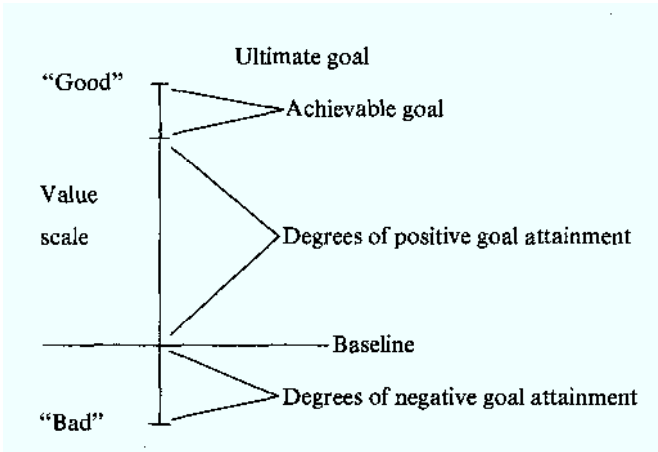 Ultimate goal
“Good”
Achievable goal
Value
scale
Degrees of positive goal attainment
Baseline
Degrees of negative goal attainment
“Bad”